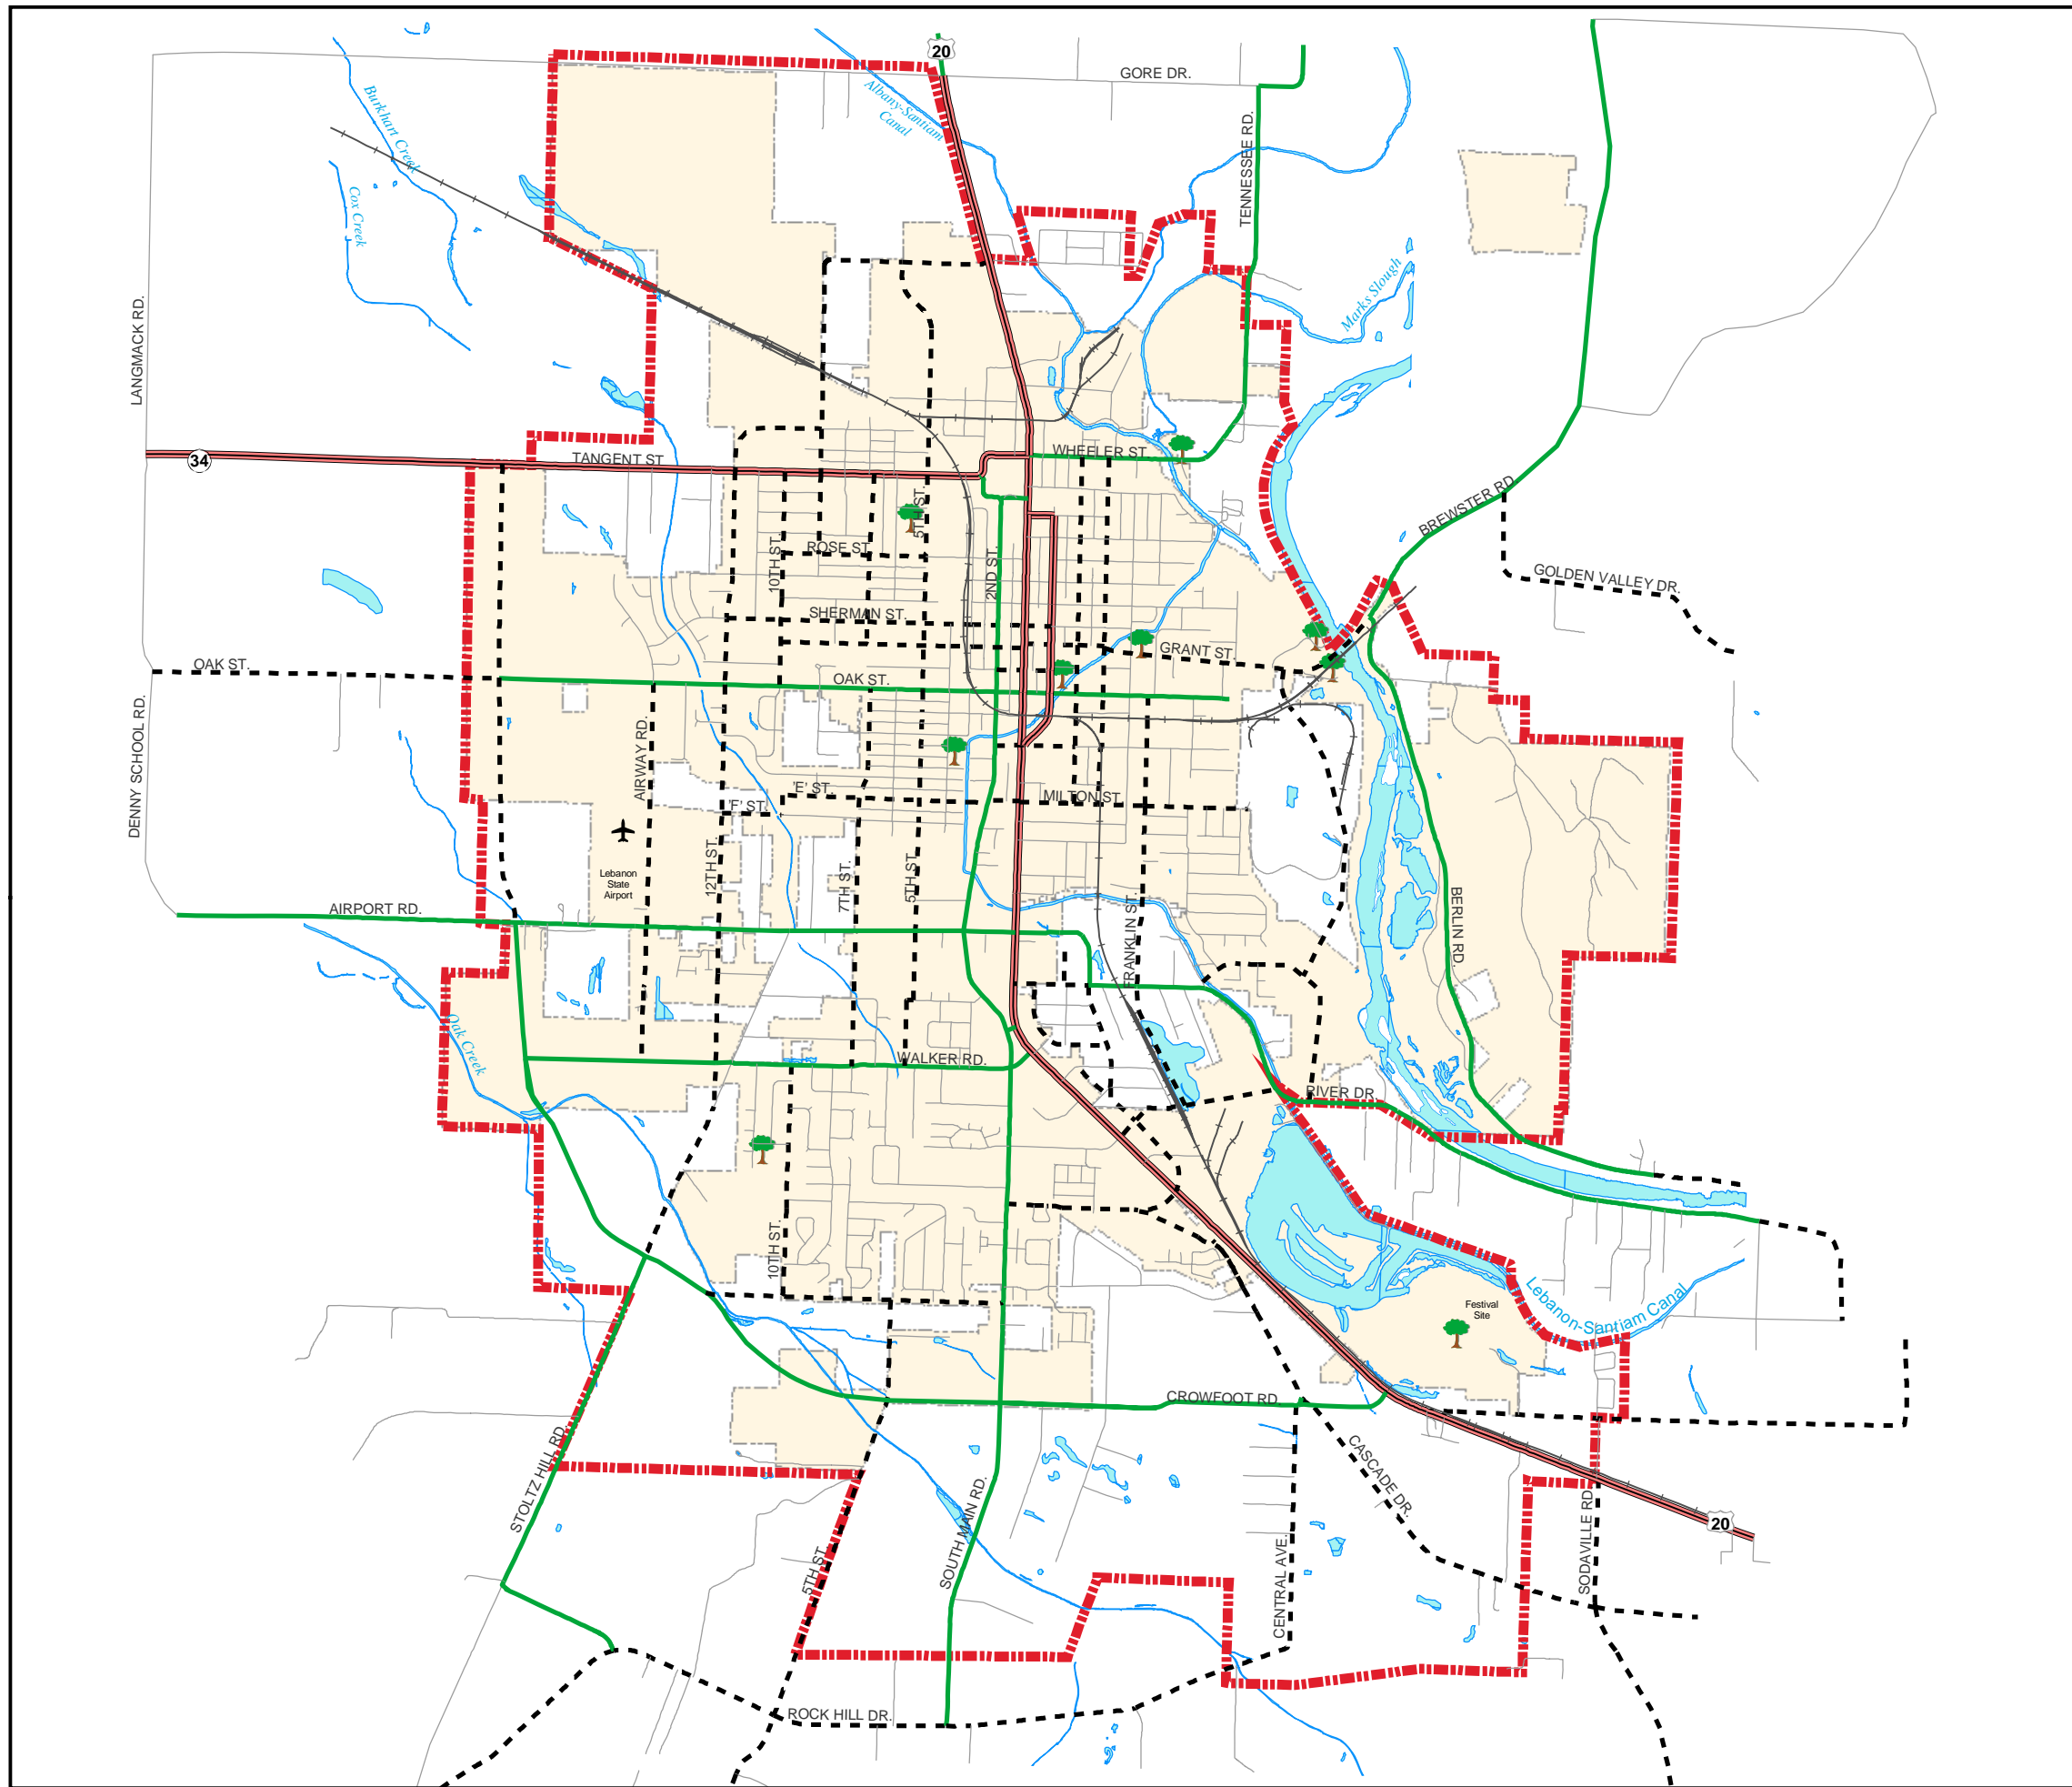 20
GORE DR.
Burkhart Creek
Albany-Santiam
Canal
TENNESSEE RD.
Cox Creek
Marks Slough
LANGMACK RD.
34
TANGENT ST
WHEELER ST.
5TH ST.
BREWSTER RD
10TH ST.
ROSE ST.
2ND ST.
GOLDEN VALLEY DR.
SHERMAN ST.
GRANT ST.
OAK ST.
OAK ST.
DENNY SCHOOL RD.
AIRWAY RD.
'E' ST.
'F' ST.
MILTON ST.
Lebanon
State
Airport
12TH ST.
7TH ST.
5TH ST.
FRANKLIN ST.
BERLIN RD.
AIRPORT RD.
Oak Creek
WALKER RD.
RIVER DR.
10TH ST.
Festival
Site
Lebanon-Santiam Canal
CROWFOOT RD.
STOLTZ HILL RD.
CASCADE DR.
SOUTH MAIN RD.
20
5TH ST.
CENTRAL AVE.
SODAVILLE RD.
ROCK HILL DR.